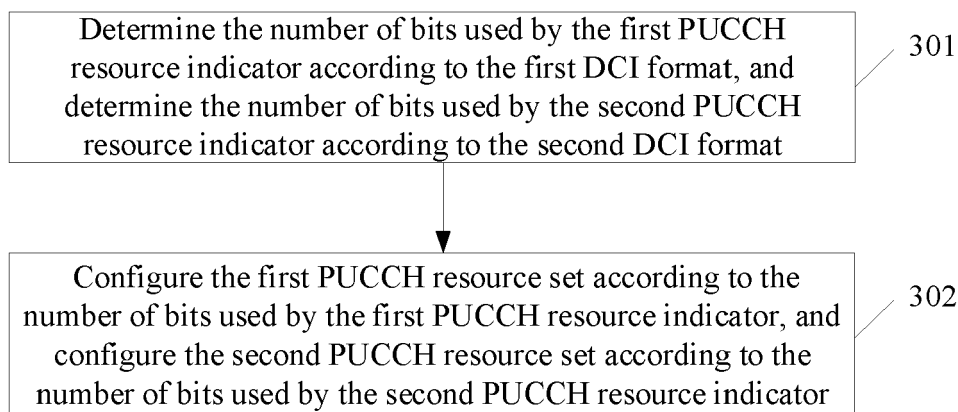 Determine the number of bits used by the first PUCCH
resource indicator according to the first DCI format, and
determine the number of bits used by the second PUCCH
resource indicator according to the second DCI format
301
Configure the first PUCCH resource set according to the
number of bits used by the first PUCCH resource indicator, and
configure the second PUCCH resource set according to the
number of bits used by the second PUCCH resource indicator
302